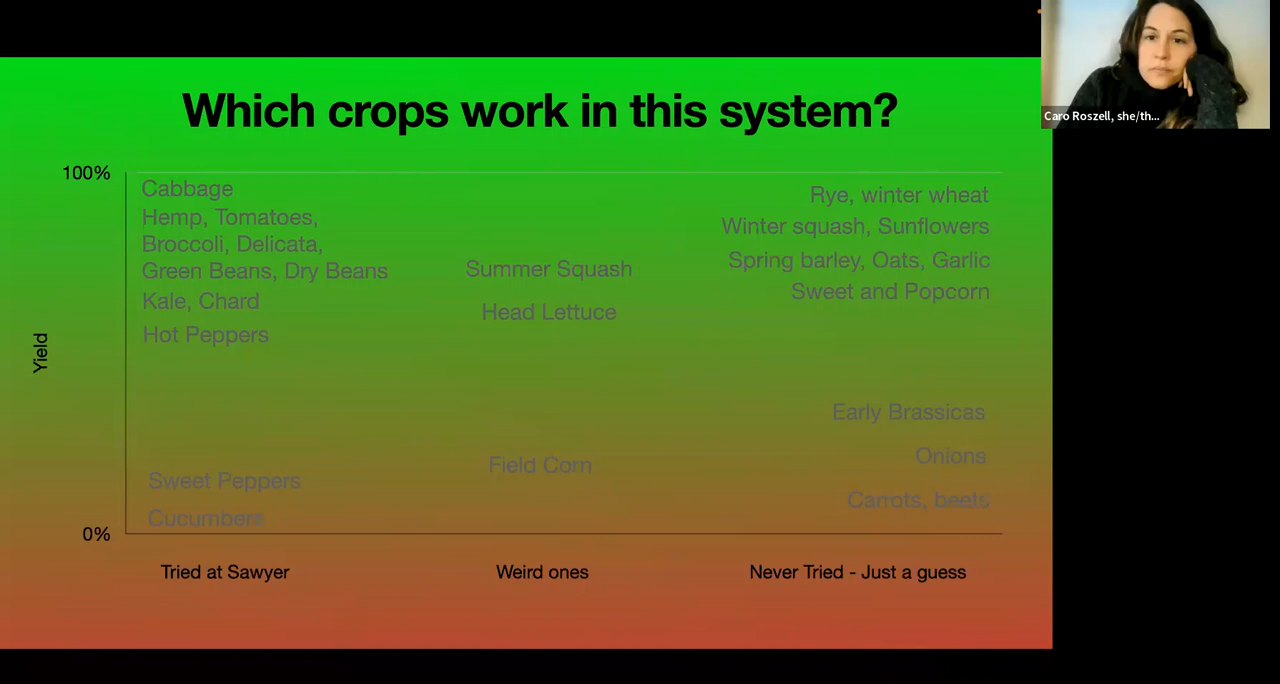 Which crops work in this system?
Caro Roszell, she/th...
100%
Cabbage
Hemp, Tomatoes,
Broccoli, Delicata,
Green Beans, Dry Beans
Kale, Chard
Hot Peppers
Sweet Peppers
Cucumbers
Summer Squash
Head Lettuce
Field Corn
Rye, winter wheat
Winter squash, Sunflowers
Spring barley, Oats, Garlic
Sweet and Popcorn
Early Brassicas
Onions
Carrots, beets
Yield
0%
Tried at Sawyer
Weird ones
Never Tried - Just a guess